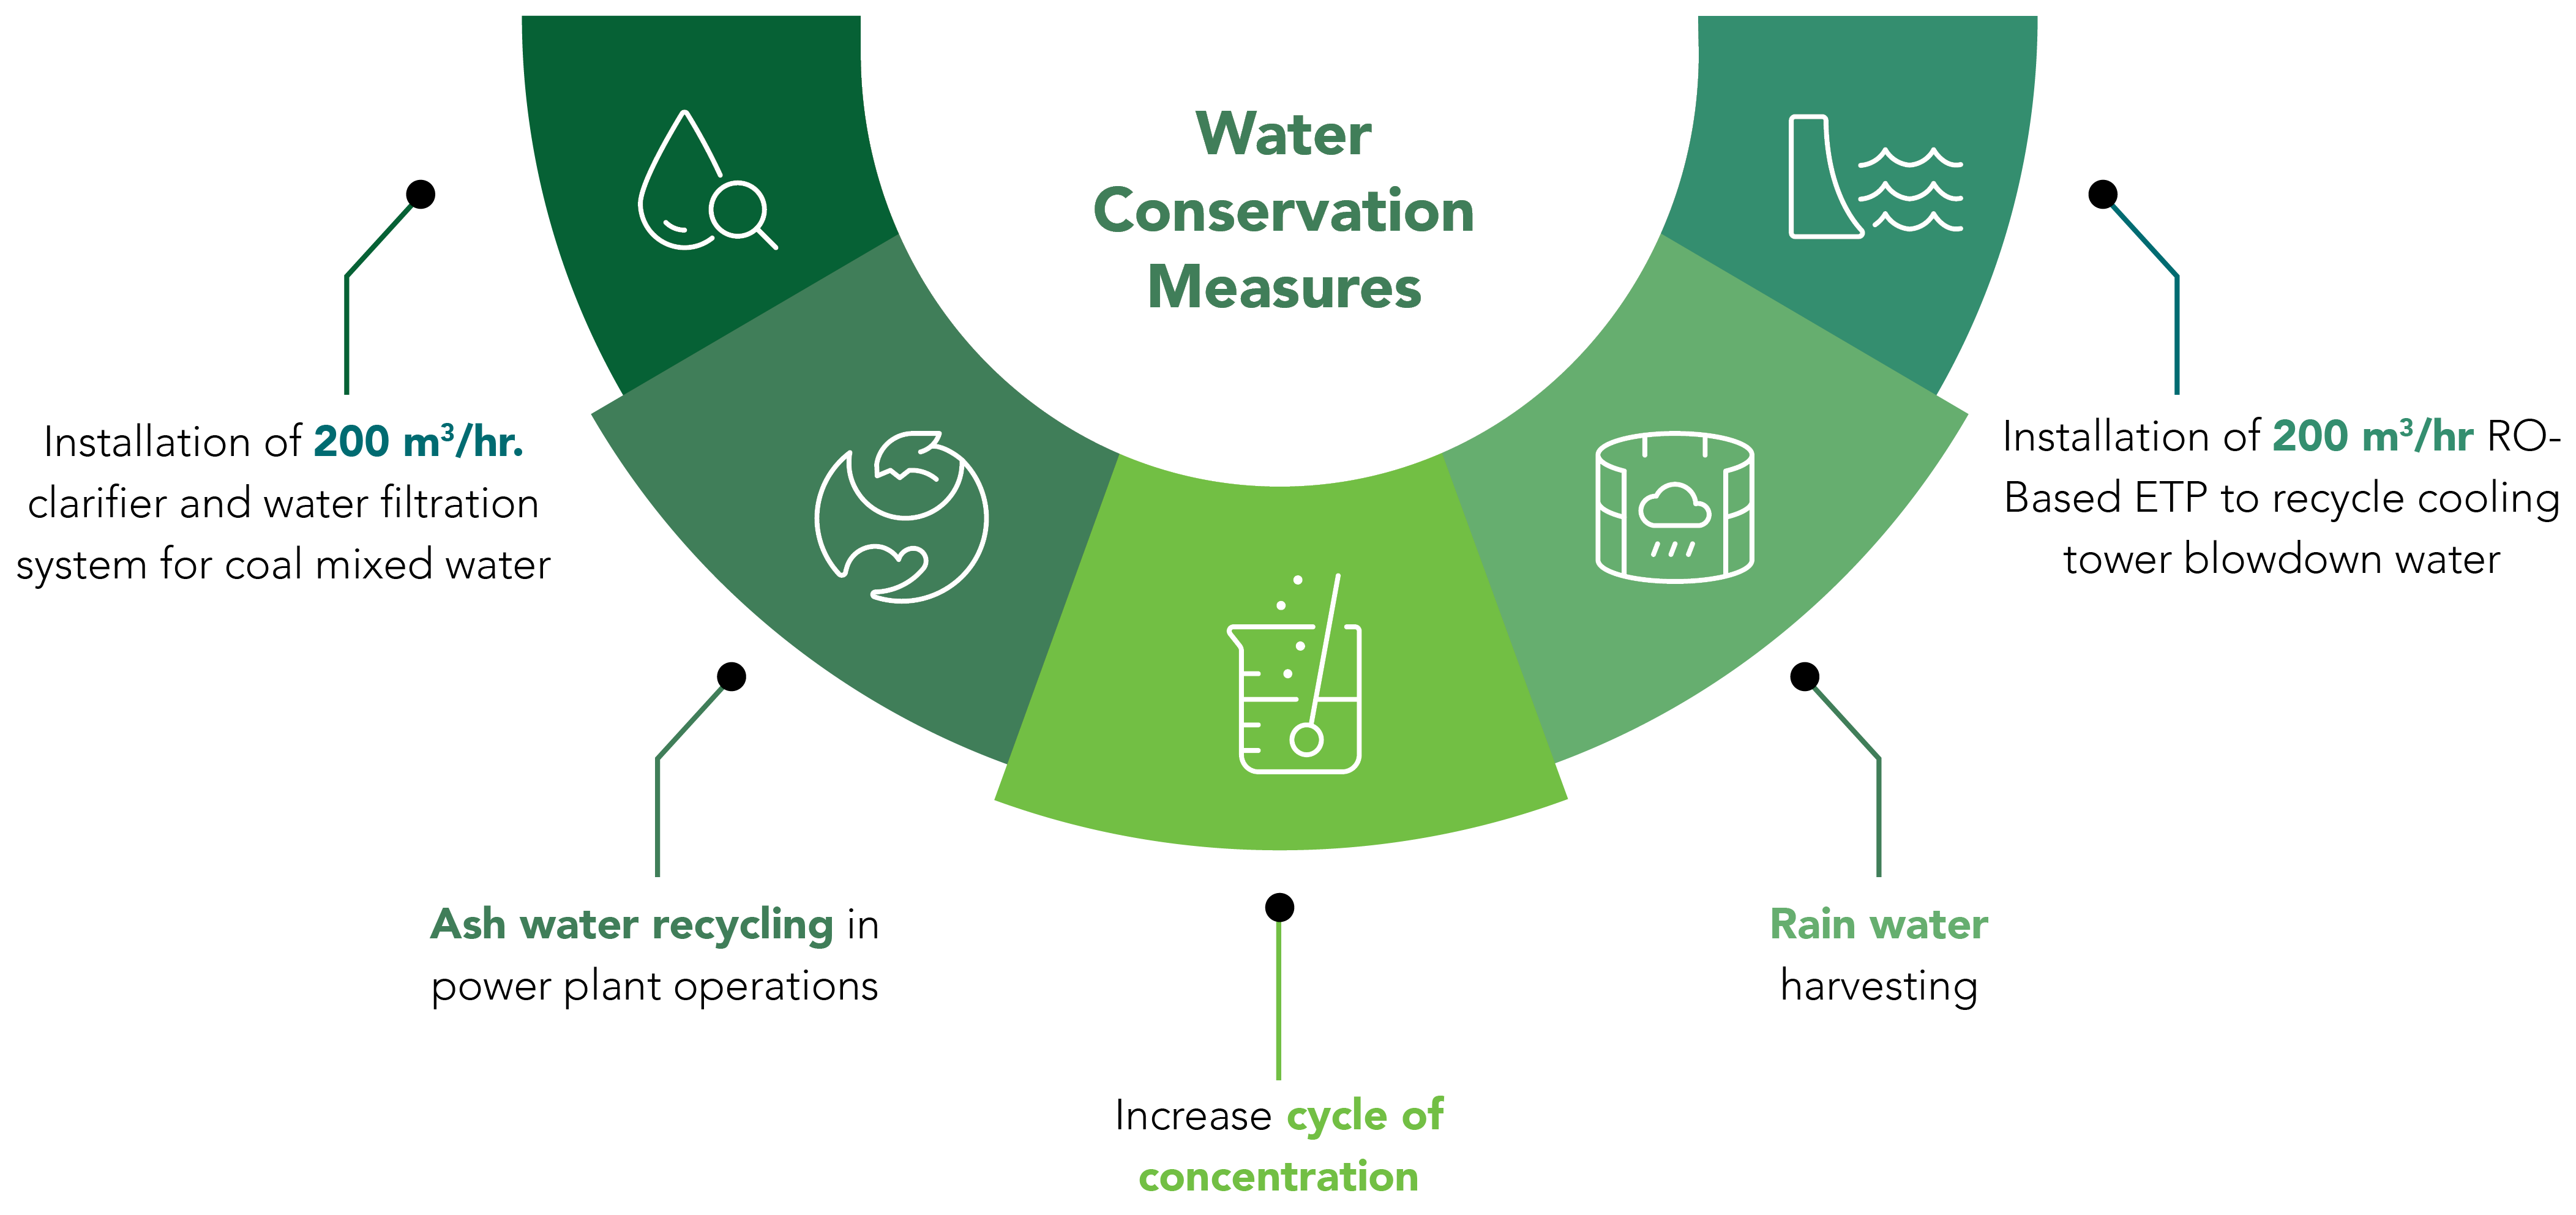 Water
Conservation
Measures
Installation of 200 m³/hr.
clarifier and water filtration
system for coal mixed water
Ash water recycling in
power plant operations
Increase cycle of
concentration
Rain water
harvesting
Installation of 200 m³/hr RO-
Based ETP to recycle cooling
tower blowdown water